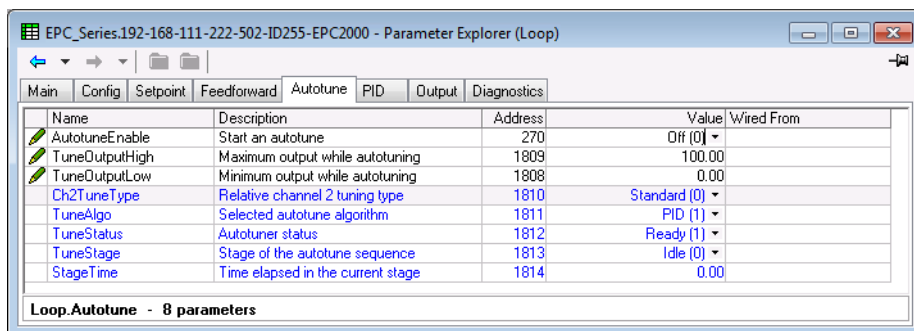 EPC_Series.192-168-111-222-502-ID255-EPC2000 - Parameter Explorer (Loop)
Main Config Setpoint Feedforward Autotune PID Output Diagnostics
Name Description Address Value Wired From
AutotuneEnable Start an autotune 270 Off (0)
TuneOutputHigh Maximum output while autotuning 1809 100.00
TuneOutputLow Minimum output while autotuning 1808 0.00
Ch2TuneType Relative channel 2 tuning type 1810 Standard (0)
TuneAlgo Selected autotune algorithm 1811 PID (1)
TuneStatus Autotuner status 1812 Ready (1)
TuneStage Stage of the autotune sequence 1813 Idle (0)
StageTime Time elapsed in the current stage 1814 0.00
Loop.Autotune - 8 parameters